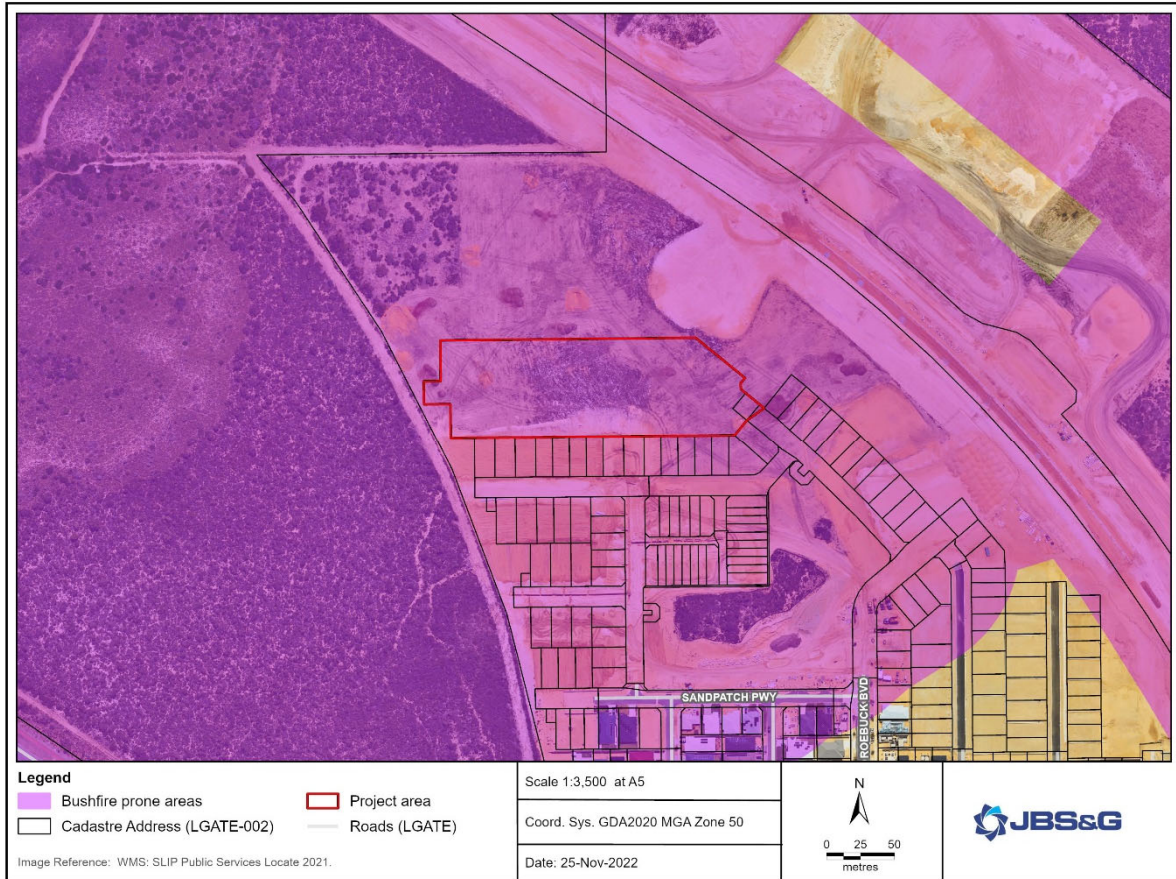 SANDPATCH PWY
ROEBUCK BVD
Legend
Bushfire prone areas
Project area
Cadastre Address (LGATE-002)
Roads (LGATE)
Image Reference: WMS: SLIP Public Services Locate 2021.
Scale 1:3,500 at A5
Coord. Sys. GDA2020 MGA Zone 50
Date: 25-Nov-2022
N
0 25 50
metres
JBS&G